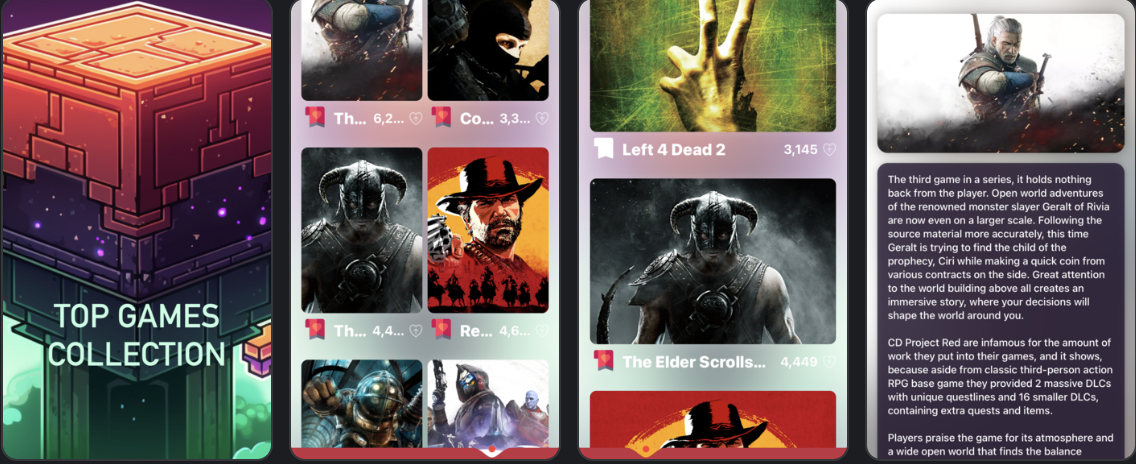 TOP GAMES
COLLECTION
Th... 6,2...
Co... 3,3...
Th... 4,4...
Re... 4,6...
Left 4 Dead 2 3,145
The Elder Scrolls... 4,449
The third game in a series, it holds nothing
back from the player. Open world adventures
of the renowned monster slayer Geralt of Rivia
are now even on a larger scale. Following the
source material more accurately, this time
Geralt is trying to find the child of the
prophecy, Ciri while making a quick coin from
various contracts on the side. Great attention
to the world building above all creates an
immersive story, where your decisions will
shape the world around you.
CD Project Red are infamous for the amount of
work they put into their games, and it shows,
because aside from classic third-person action
RPG base game they provided 2 massive DLCs
with unique questlines and 16 smaller DLCs,
containing extra quests and items.
Players praise the game for its atmosphere and
a wide open world that finds the balance